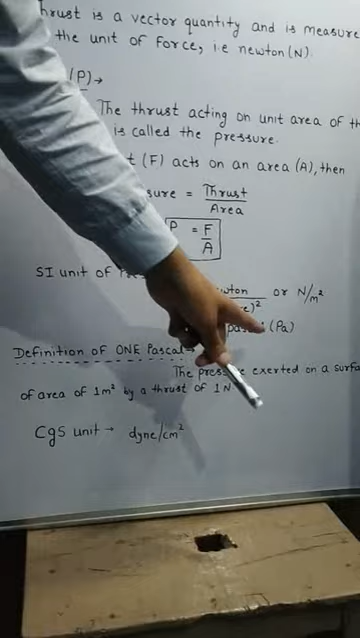 hrust is a vector quantity and is measure
the unit of force, i.e newton (N).
(P)→
The thrust acting on unit area of th
is called the pressure.
t (F) acts on an area (A), then
sure = Thrust/Area
P = F/A
SI unit of
wton or N/m²
(Pa)
Definition of ONE Pascal→
The pressure exerted on a surfa
of area of 1m² by a thrust of 1N
CgS unit → dyne/cm²